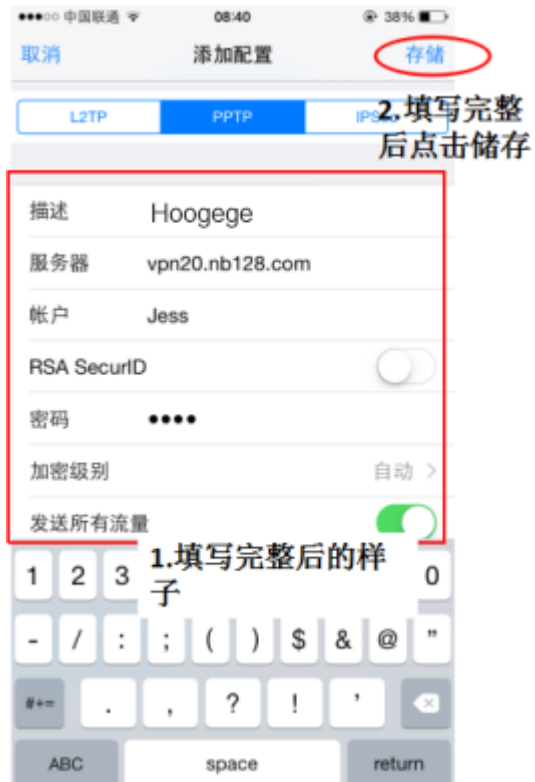 中国联通 08:40 38%
取消 添加配置 存储
L2TP PPTP
2.填写完整
后点击储存
描述 Hoogege
服务器 vpn20.nb128.com
帐户 Jess
RSA SecurID
密码 ••••
加密级别 自动 >
发送所有流量
1.填写完整后的样
子
1 2 3 0
- / : ; ( ) $ & @ "
#+= . , ? ! '
ABC space return